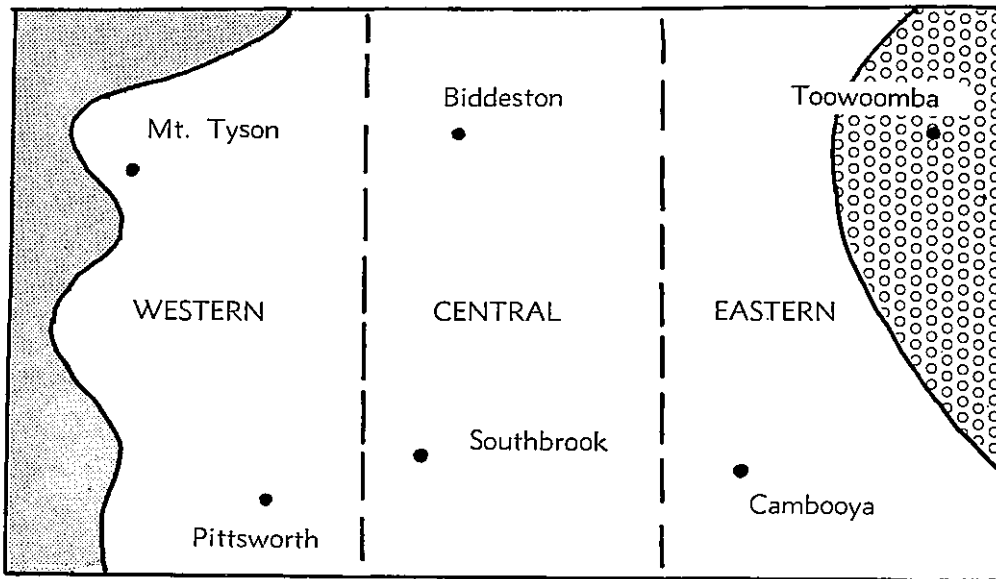 Biddeston
Toowoomba
Mt. Tyson
WESTERN
CENTRAL
EASTERN
Southbrook
Cambooya
Pittsworth